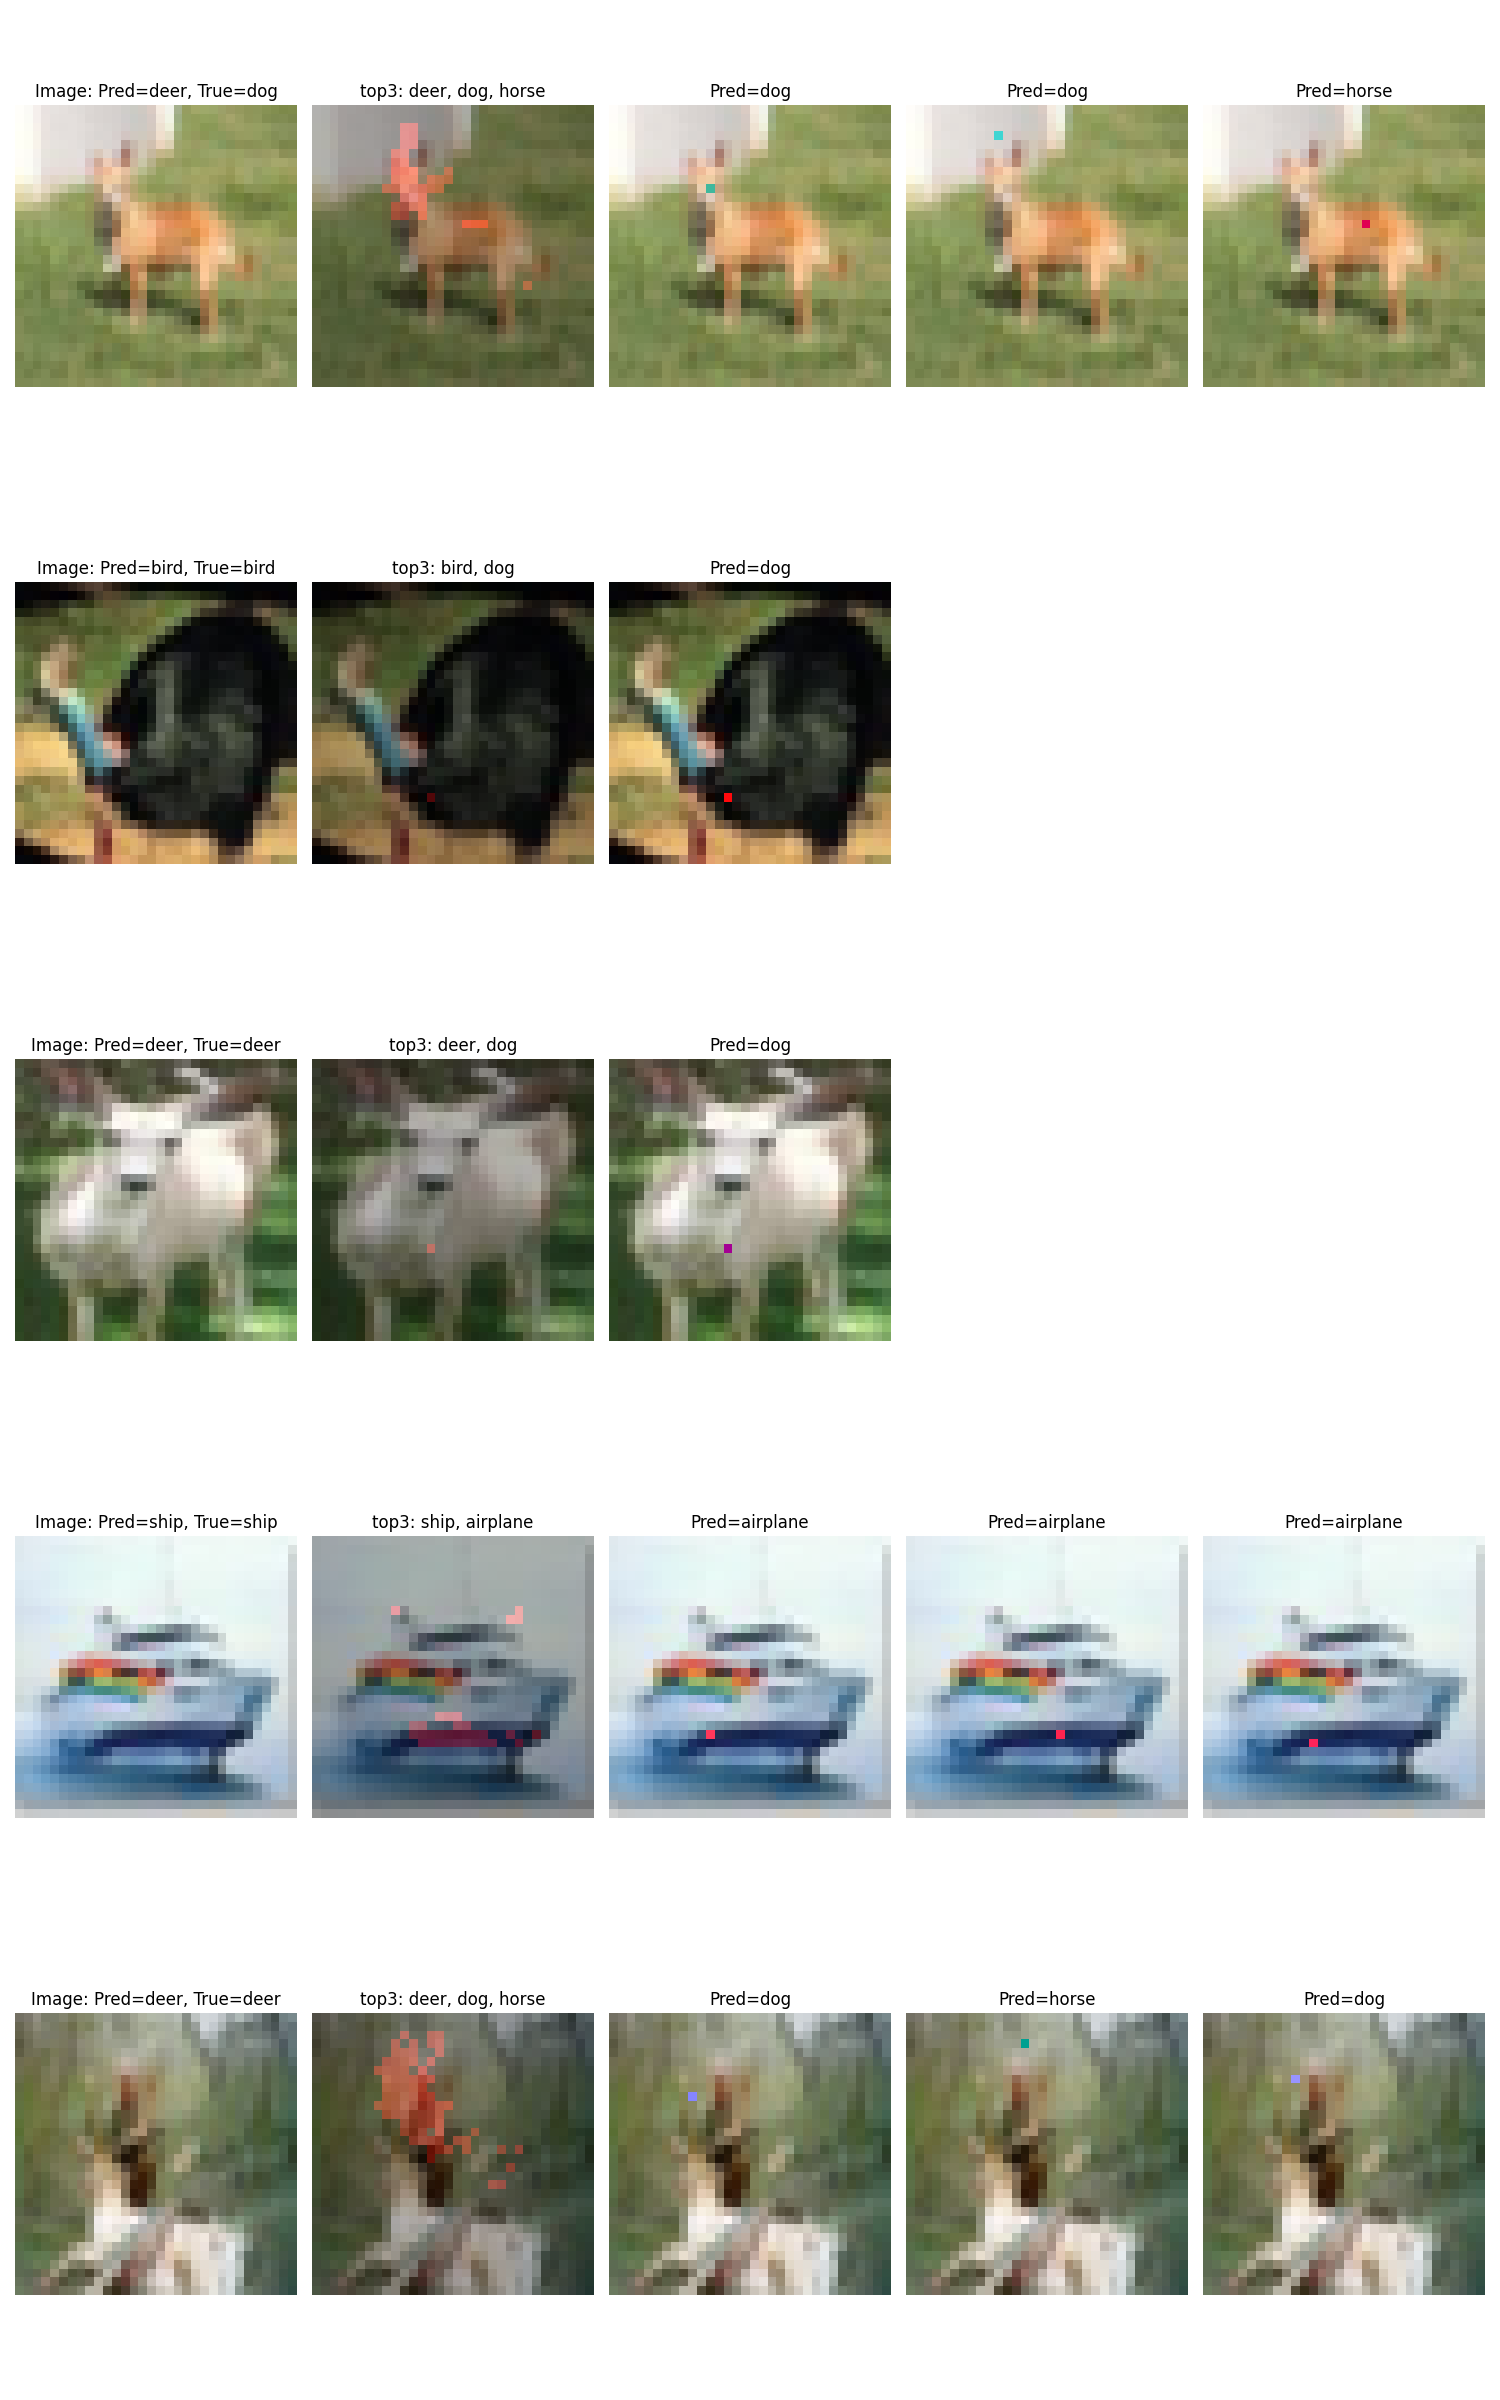 Image: Pred=deer, True=dog
top3: deer, dog, horse
Pred=dog
Pred=dog
Pred=horse
Image: Pred=bird, True=bird
top3: bird, dog
Pred=dog
Image: Pred=deer, True=deer
top3: deer, dog
Pred=dog
Image: Pred=ship, True=ship
top3: ship, airplane
Pred=airplane
Pred=airplane
Pred=airplane
Image: Pred=deer, True=deer
top3: deer, dog, horse
Pred=dog
Pred=horse
Pred=dog